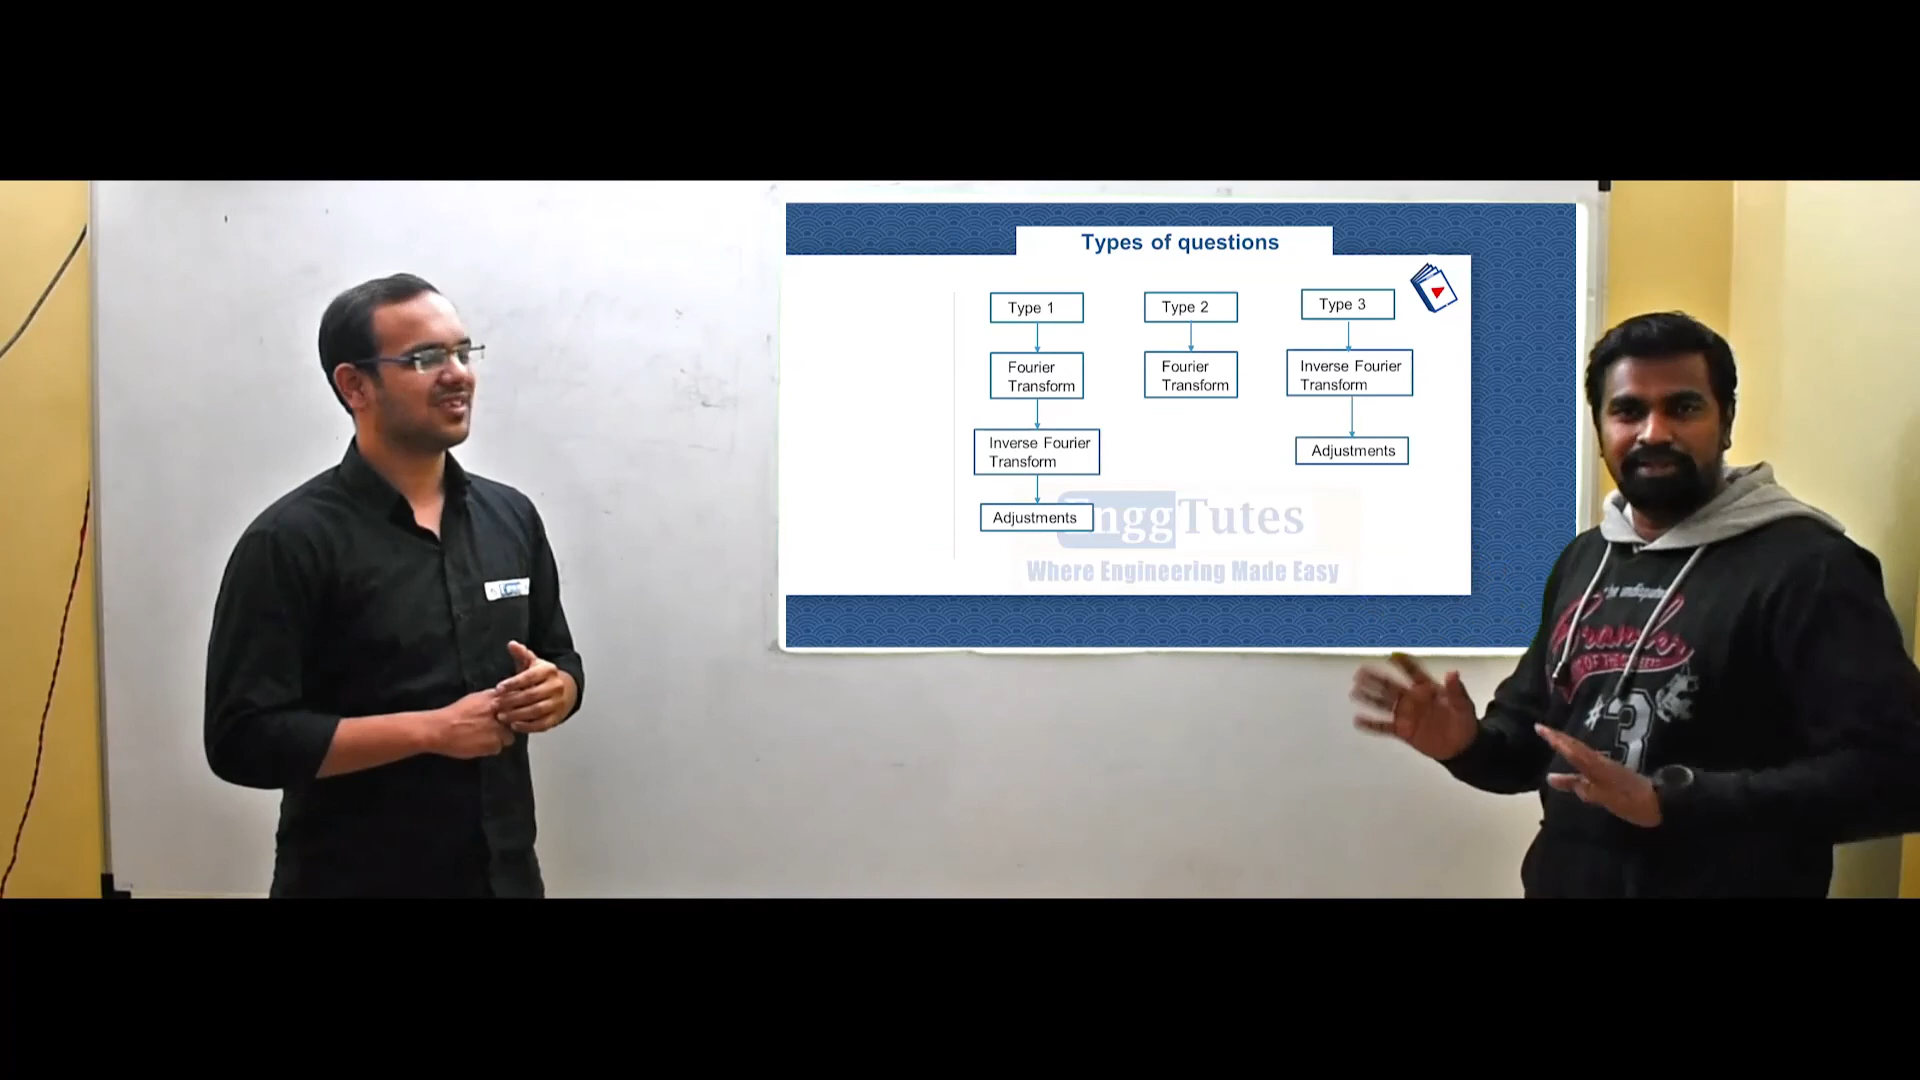 Types of questions
Type 1
Fourier
Transform
Inverse Fourier
Transform
Adjustments
Type 2
Fourier
Transform
Type 3
Inverse Fourier
Transform
Adjustments
EnggTutes
Where Engineering Made Easy
#3